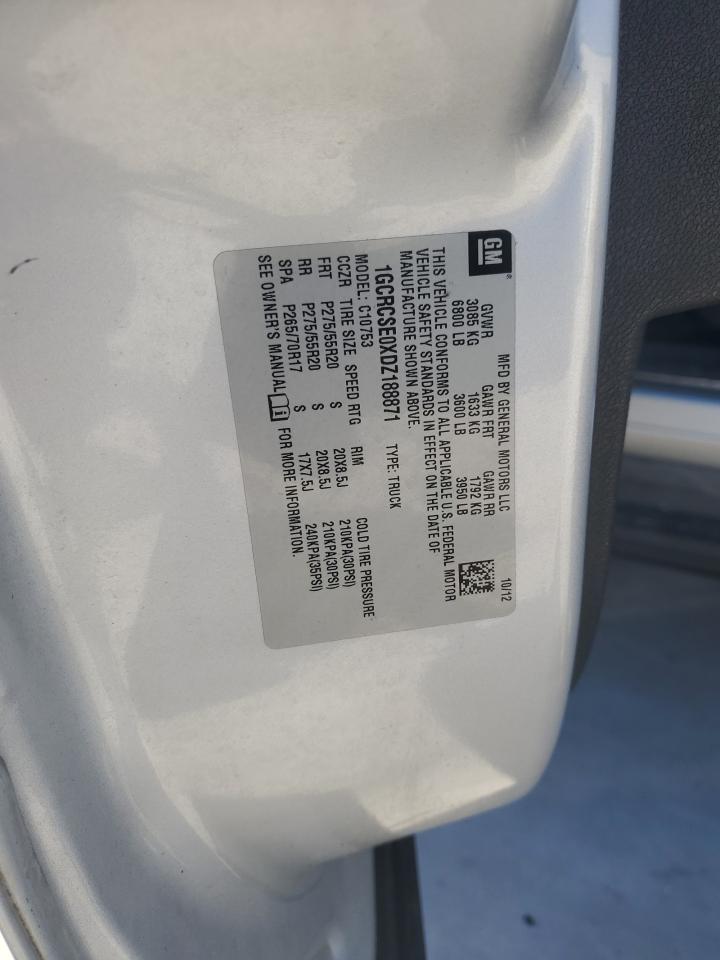 GM ®
MFD BY GENERAL MOTORS LLC 10/12
GVWR GAWR FRT GAWR RR
3085 KG 1633 KG 1792 KG
6800 LB 3600 LB 3950 LB
THIS VEHICLE CONFORMS TO ALL APPLICABLE U.S. FEDERAL MOTOR
VEHICLE SAFETY STANDARDS IN EFFECT ON THE DATE OF
MANUFACTURE SHOWN ABOVE.
1GCRCSE0XDZ188871 TYPE: TRUCK
MODEL: C10753
CCZR TIRE SIZE SPEED RTG RIM COLD TIRE PRESSURE
FRT P275/55R20 S 20X8.5J 210KPA(30PSI)
RR P275/55R20 S 20X8.5J 210KPA(30PSI)
SPA P265/70R17 S 17X7.5J 240KPA(35PSI)
SEE OWNER'S MANUAL FOR MORE INFORMATION.